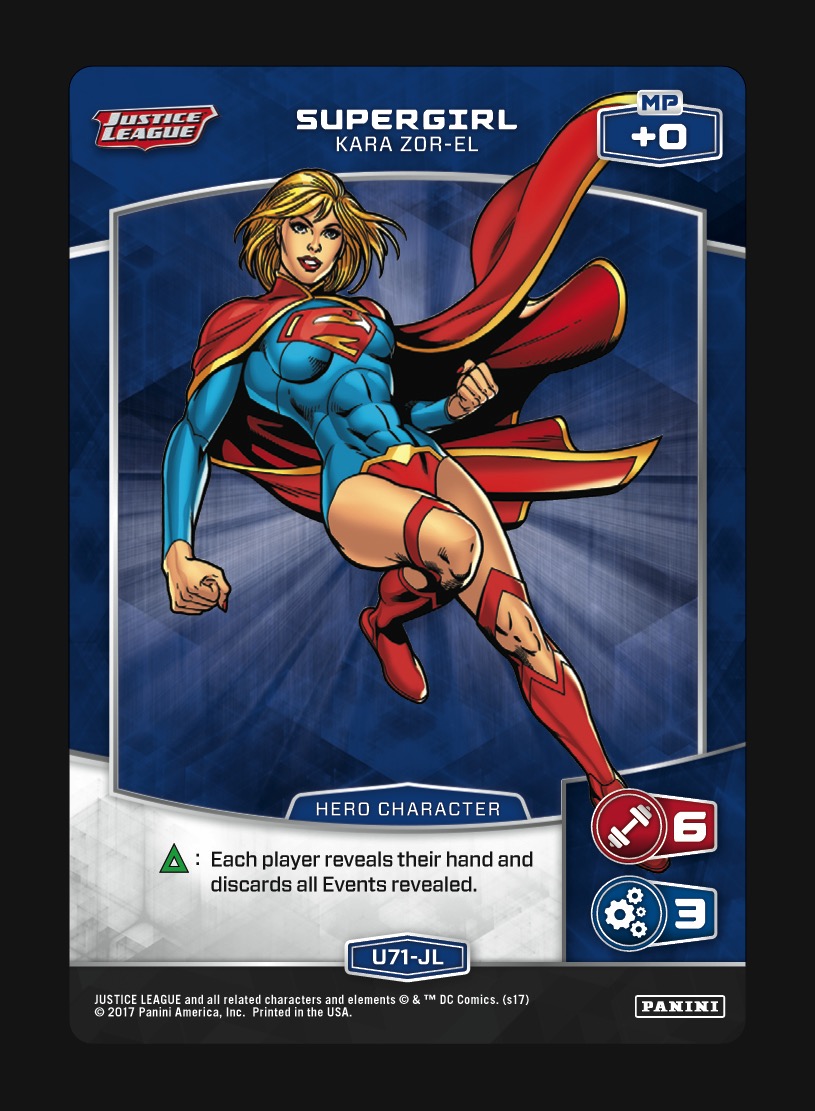 JUSTICE
LEAGUE
SUPERGIRL
KARA ZOR-EL
MP
+0
HERO CHARACTER
: Each player reveals their hand and
discards all Events revealed.
6
3
U71-JL
JUSTICE LEAGUE and all related characters and elements © & ™ DC Comics. (s17)
© 2017 Panini America, Inc. Printed in the USA.
PANINI